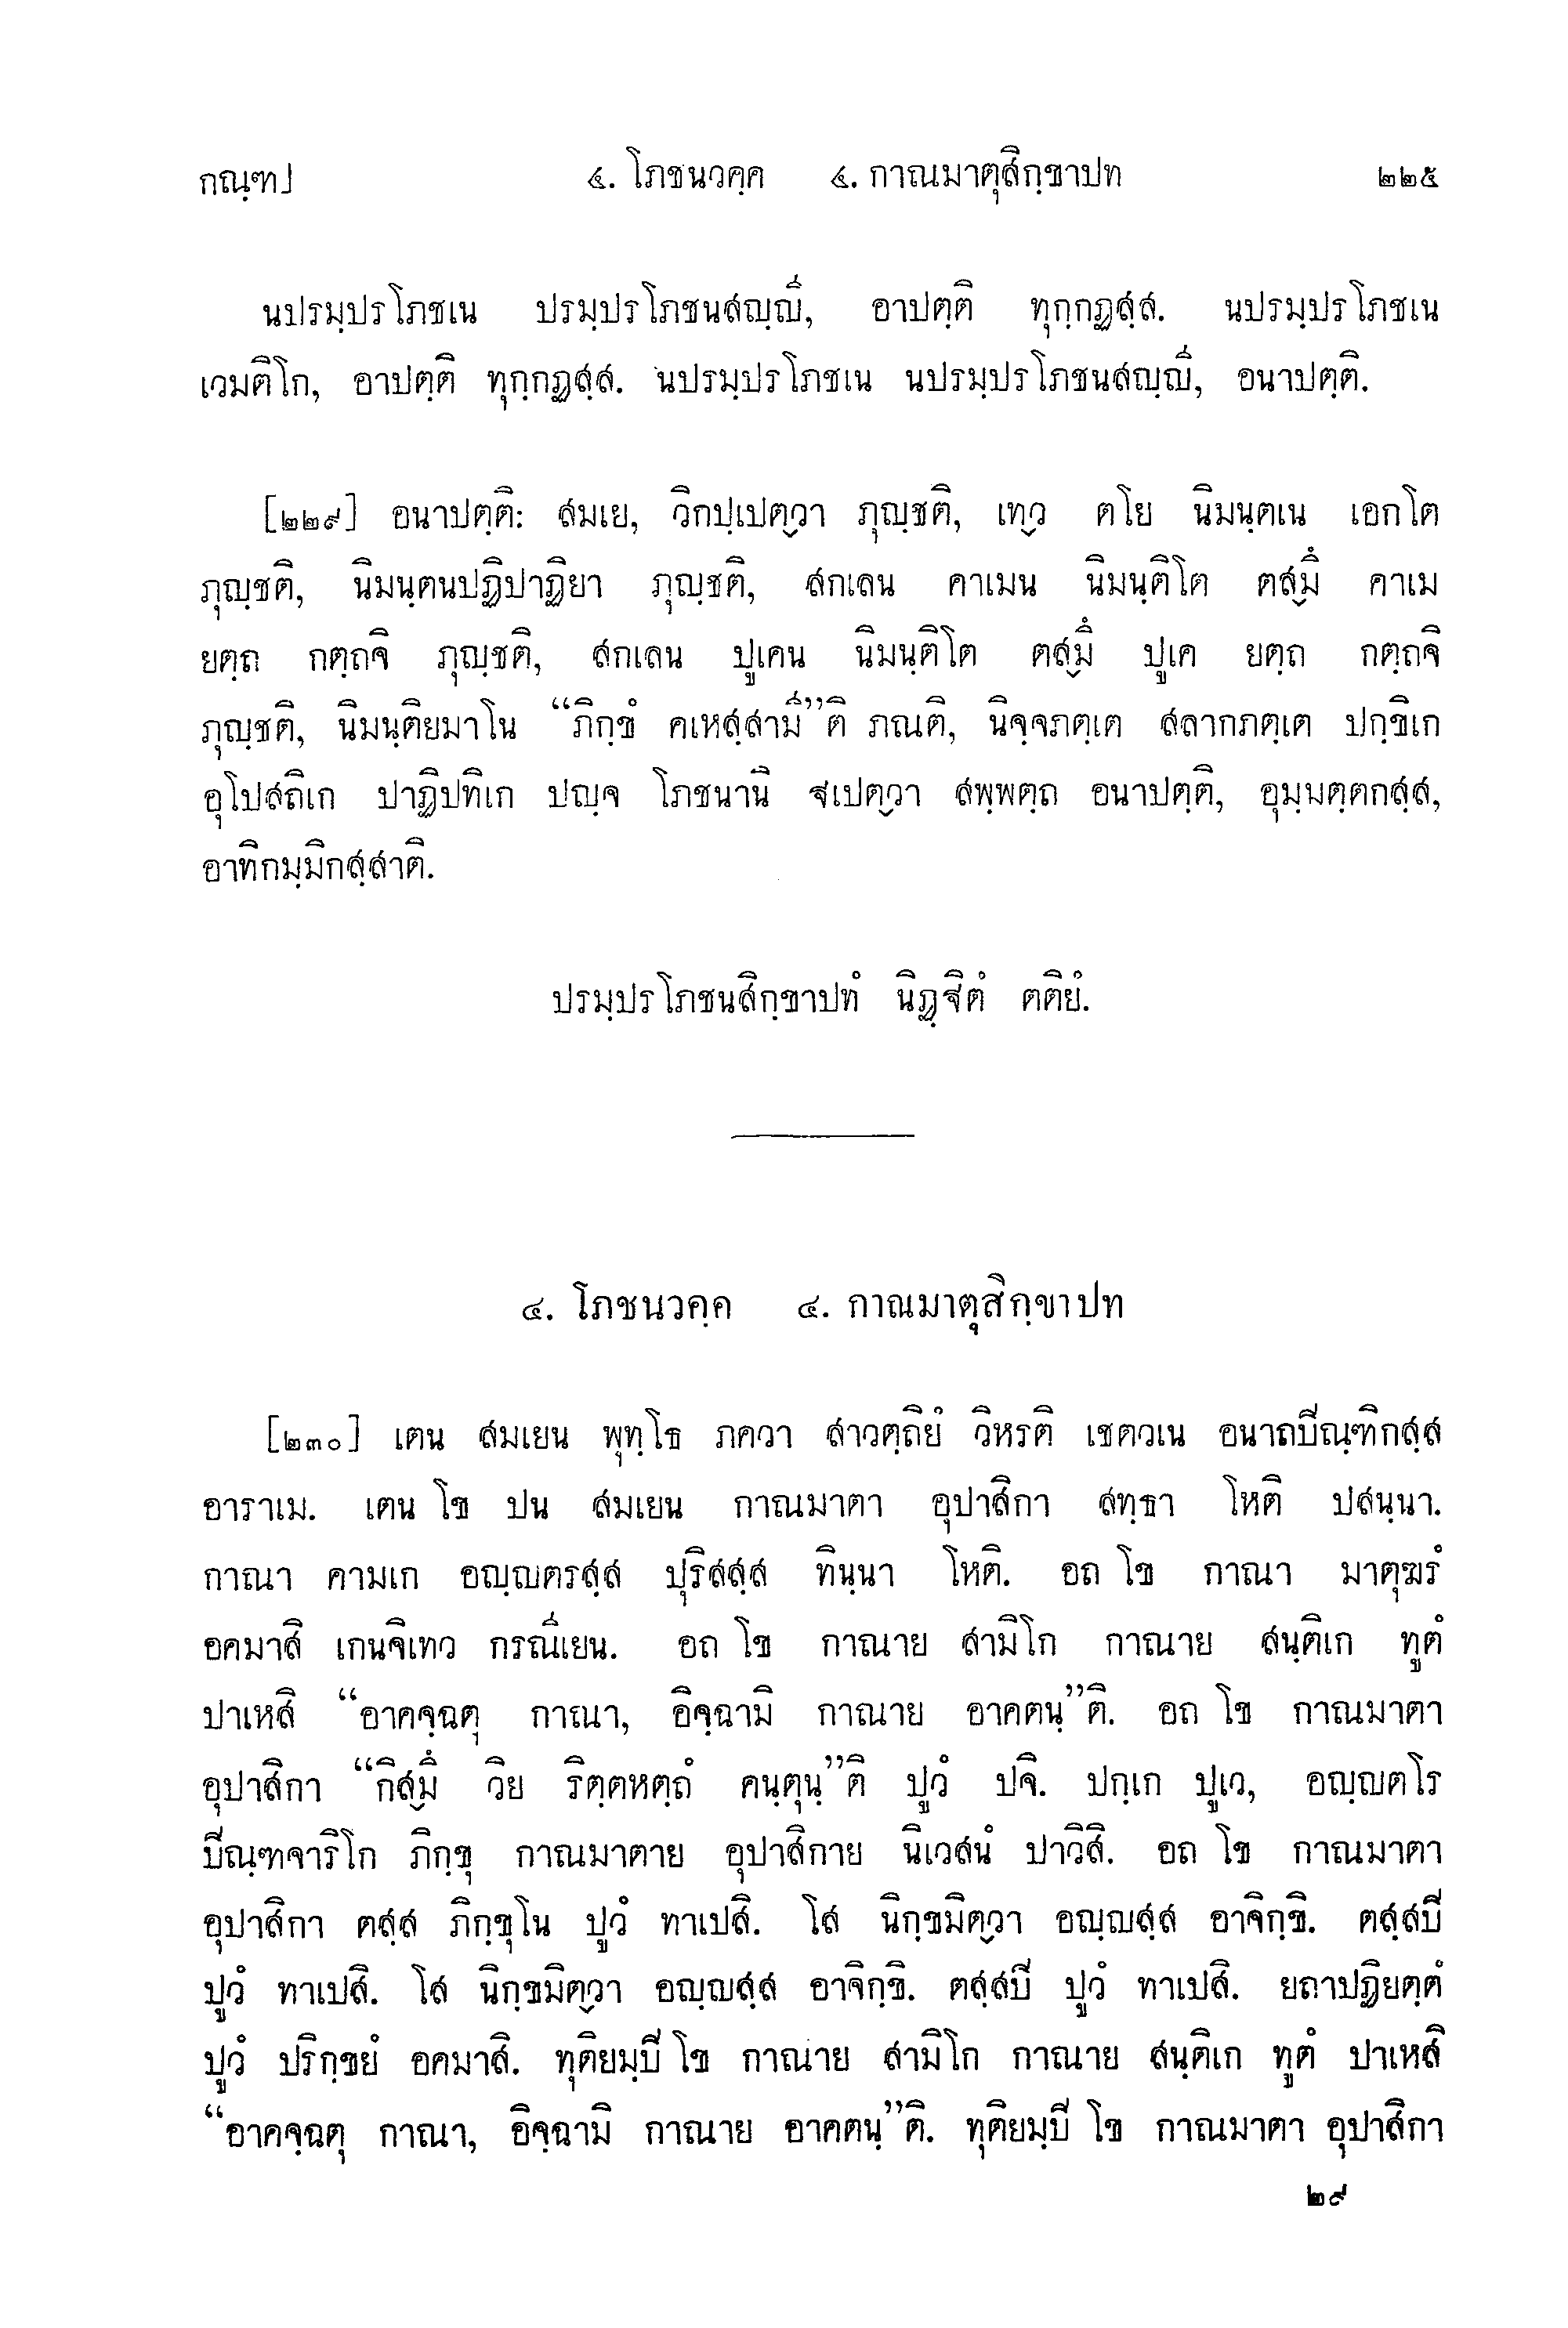 กณฺฑ] ๔. โภชนวคฺค ๔. กาณมาตุสิกฺขาปท ๒๒๕
นปรมฺปรโภชเน ปรมฺปรโภชนสญฺญี, อาปตฺติ ทุกฺกฏสฺส. นปรมฺปรโภชเน
เวมติโก, อาปตฺติ ทุกฺกฏสฺส. นปรมฺปรโภชเน นปรมฺปรโภชนสญฺญี, อนาปตฺติ.
[๒๒๙] อนาปตฺติ: สมเย, วิกปฺเปตฺวา ภุญฺชติ, เทฺว ตโย นิมนฺตเน เอกโต
ภุญฺชติ, นิมนฺตนปฏิปาฏิยา ภุญฺชติ, สกเลน คาเมน นิมนฺติโต ตสฺมึ คาเม
ยตฺถ กตฺถจิ ภุญฺชติ, สกเลน ปูเคน นิมนฺติโต ตสฺมึ ปูเค ยตฺถ กตฺถจิ
ภุญฺชติ, นิมนฺติยมาโน “ภิกฺขํ คเหสฺสามี”ติ ภณติ, นิจฺจภตฺเต สลากภตฺเต ปกฺขิเก
อุโปสถิเก ปาฏิปทิเก ปญฺจ โภชนานิ ฐเปตฺวา สพฺพตฺถ อนาปตฺติ, อุมฺมตฺตกสฺส,
อาทิกมฺมิกสฺสาติ.
ปรมฺปรโภชนสิกฺขาปทํ นิฏฺฐิตํ ตติยํ.
๔. โภชนวคฺค ๔. กาณมาตุสิกฺขาปท
[๒๓๐] เตน สมเยน พุทฺโธ ภควา สาวตฺถิยํ วิหรติ เชตวเน อนาถปิณฺฑิกสฺส
อาราเม. เตน โข ปน สมเยน กาณมาตา อุปาสิกา สทฺธา โหติ ปสนฺนา.
กาณา คามเก อญฺญตรสฺส ปุริสสฺส ทินฺนา โหติ. อถ โข กาณา มาตุฆรํ
อคมาสิ เกนจิเทว กรณีเยน. อถ โข กาณาย สามิโก กาณาย สนฺติเก ทูตํ
ปาเหสิ “อาคจฺฉตุ กาณา, อิจฺฉามิ กาณาย อาคตนฺ”ติ. อถ โข กาณมาตา
อุปาสิกา “กิสฺมึ วิย ริตฺตหตฺถํ คนฺตุนฺ”ติ ปูวํ ปจิ. ปกฺเก ปูเว, อญฺญตโร
ปิณฺฑจาริโก ภิกฺขุ กาณมาตาย อุปาสิกาย นิเวสนํ ปาวิสิ. อถ โข กาณมาตา
อุปาสิกา ตสฺส ภิกฺขุโน ปูวํ ทาเปสิ. โส นิกฺขมิตฺวา อญฺญสฺส อาจิกฺขิ. ตสฺสปิ
ปูวํ ทาเปสิ. โส นิกฺขมิตฺวา อญฺญสฺส อาจิกฺขิ. ตสฺสปิ ปูวํ ทาเปสิ. ยถาปฏิยตฺตํ
ปูวํ ปริกฺขยํ อคมาสิ. ทุติยมฺปิ โข กาณาย สามิโก กาณาย สนฺติเก ทูตํ ปาเหสิ
“อาคจฺฉตุ กาณา, อิจฺฉามิ กาณาย อาคตนฺ”ติ. ทุติยมฺปิ โข กาณมาตา อุปาสิกา
๒๙